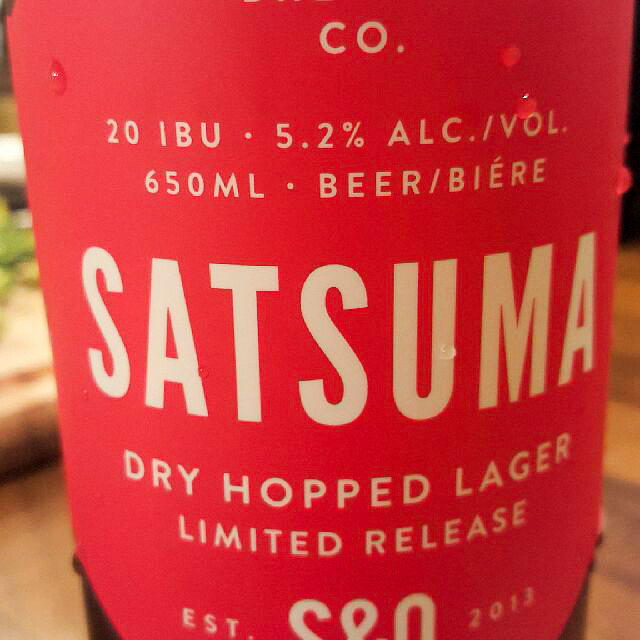 CO.
20 IBU · 5.2% ALC./VOL.
650ML · BEER/BIÉRE
SATSUMA
DRY HOPPED LAGER
LIMITED RELEASE
EST. S&O 2013